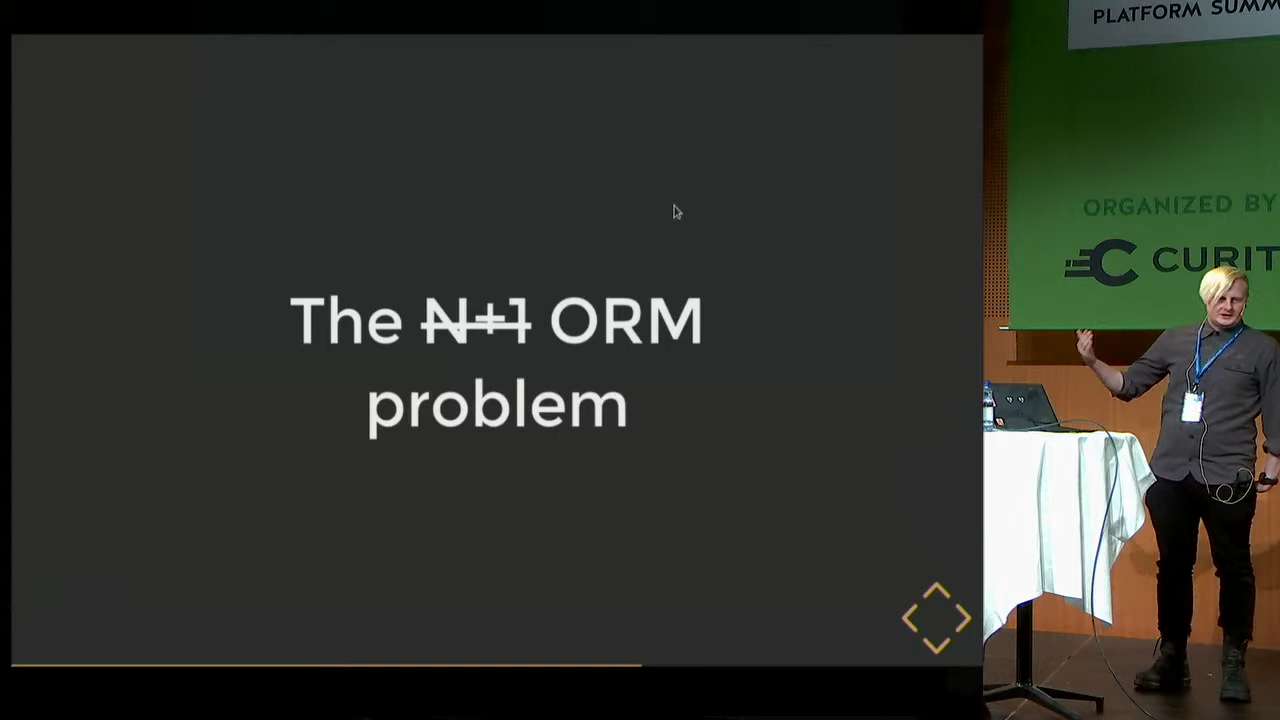 The N+1 ORM
problem
PLATFORM SUMM
ORGANIZED BY
CURIT